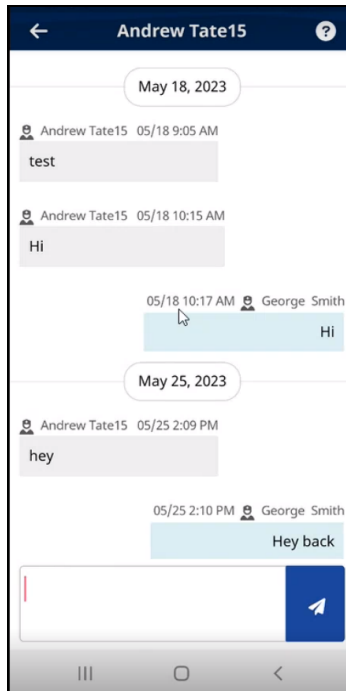 Andrew Tate15
May 18, 2023
Andrew Tate15 05/18 9:05 AM
test
Andrew Tate15 05/18 10:15 AM
Hi
05/18 10:17 AM George Smith
Hi
May 25, 2023
Andrew Tate15 05/25 2:09 PM
hey
05/25 2:10 PM George Smith
Hey back